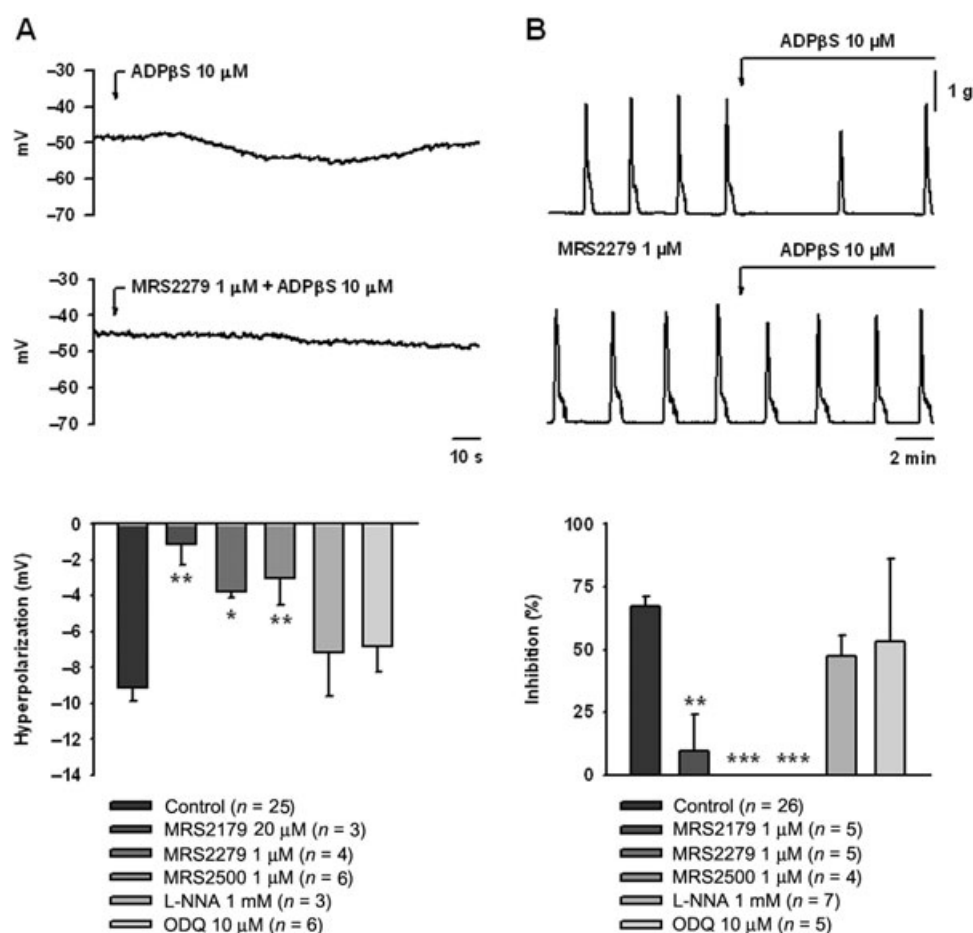 A
−30
ADPβS 10 µM
−40
mV
−50
−60
−70
−30
MRS2279 1 µM + ADPβS 10 µM
−40
mV
−50
−60
−70
10 s
B
ADPβS 10 µM
1 g
MRS2279 1 µM
ADPβS 10 µM
2 min
Hyperpolarization (mV)
0
−2
−4
−6
−8
−10
−12
−14
**
*
**
Control (n = 25)
MRS2179 20 µM (n = 3)
MRS2279 1 µM (n = 4)
MRS2500 1 µM (n = 6)
L-NNA 1 mM (n = 3)
ODQ 10 µM (n = 6)
Inhibition (%)
100
75
50
25
0
**
***
***
Control (n = 26)
MRS2179 1 µM (n = 5)
MRS2279 1 µM (n = 5)
MRS2500 1 µM (n = 4)
L-NNA 1 mM (n = 7)
ODQ 10 µM (n = 5)